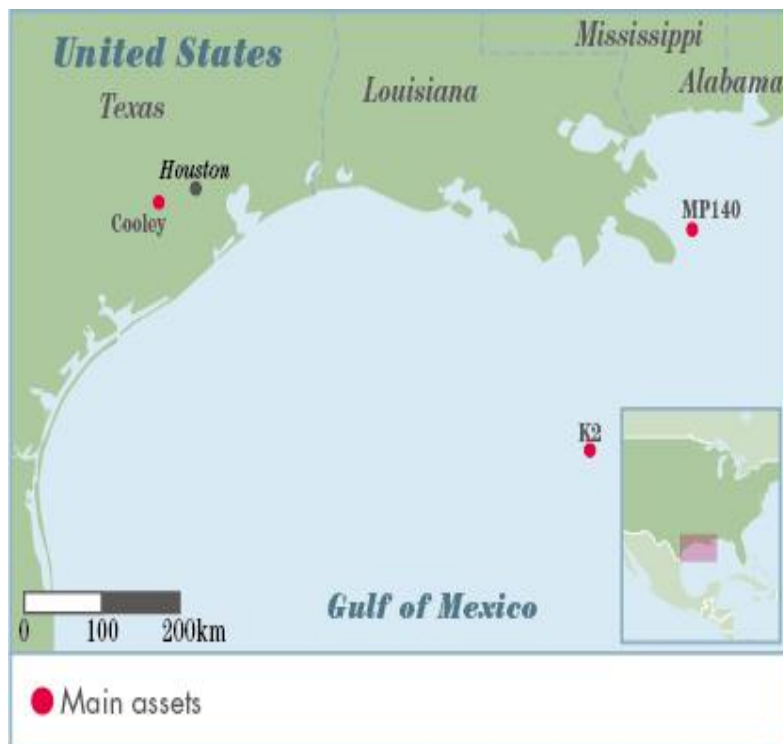 United States
Mississippi
Alabama
Louisiana
Texas
Houston
Cooley
MP140
K2
Gulf of Mexico
0 100 200km
Main assets